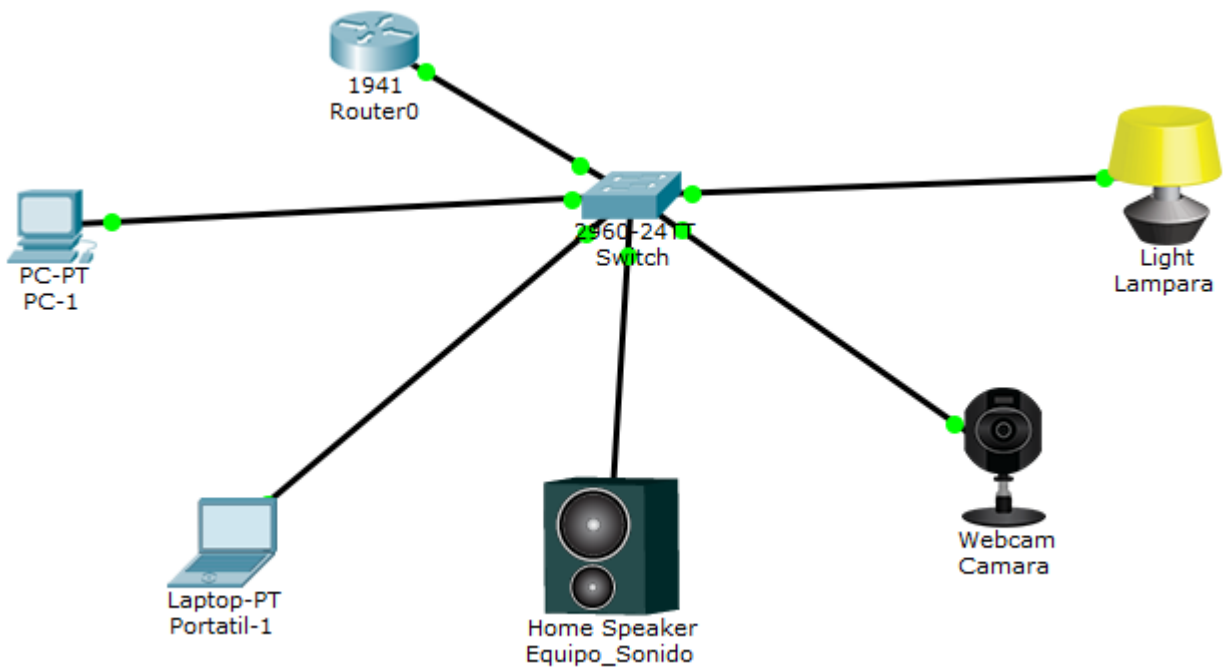 1941
Router0
2960-24TT
Switch
Light
Lampara
PC-PT
PC-1
Webcam
Camara
Laptop-PT
Portatil-1
Home Speaker
Equipo_Sonido